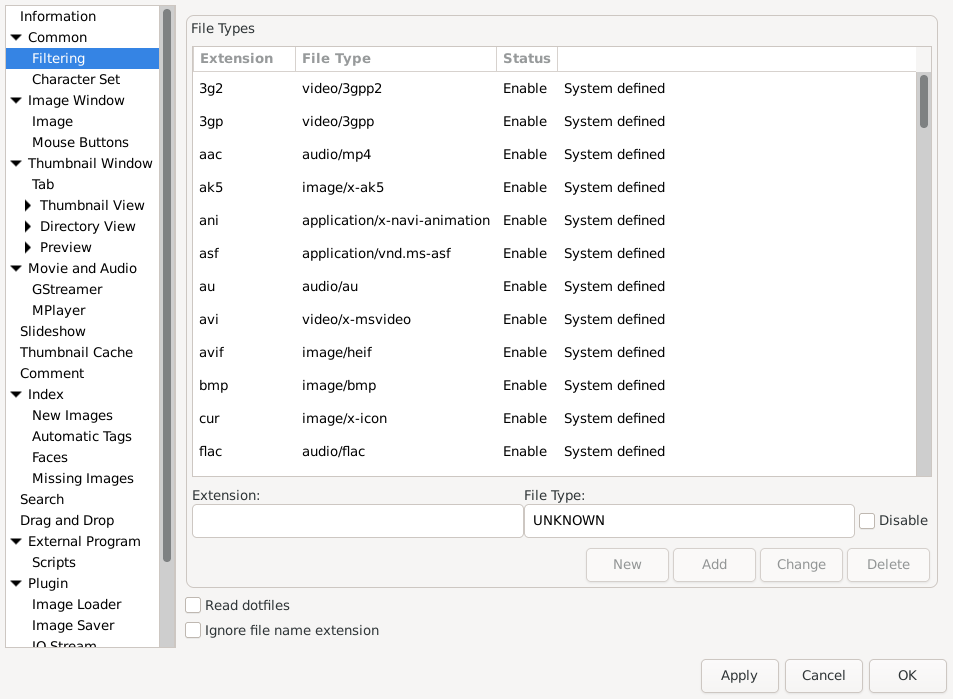 Information
Common
Filtering
Character Set
Image Window
Image
Mouse Buttons
Thumbnail Window
Tab
Thumbnail View
Directory View
Preview
Movie and Audio
GStreamer
MPlayer
Slideshow
Thumbnail Cache
Comment
Index
New Images
Automatic Tags
Faces
Missing Images
Search
Drag and Drop
External Program
Scripts
Plugin
Image Loader
Image Saver
IO Stream
File Types
Extension File Type Status
3g2 video/3gpp2 Enable System defined
3gp video/3gpp Enable System defined
aac audio/mp4 Enable System defined
ak5 image/x-ak5 Enable System defined
ani application/x-navi-animation Enable System defined
asf application/vnd.ms-asf Enable System defined
au audio/au Enable System defined
avi video/x-msvideo Enable System defined
avif image/heif Enable System defined
bmp image/bmp Enable System defined
cur image/x-icon Enable System defined
flac audio/flac Enable System defined
Extension: File Type:
UNKNOWN Disable
New Add Change Delete
Read dotfiles
Ignore file name extension
Apply Cancel OK